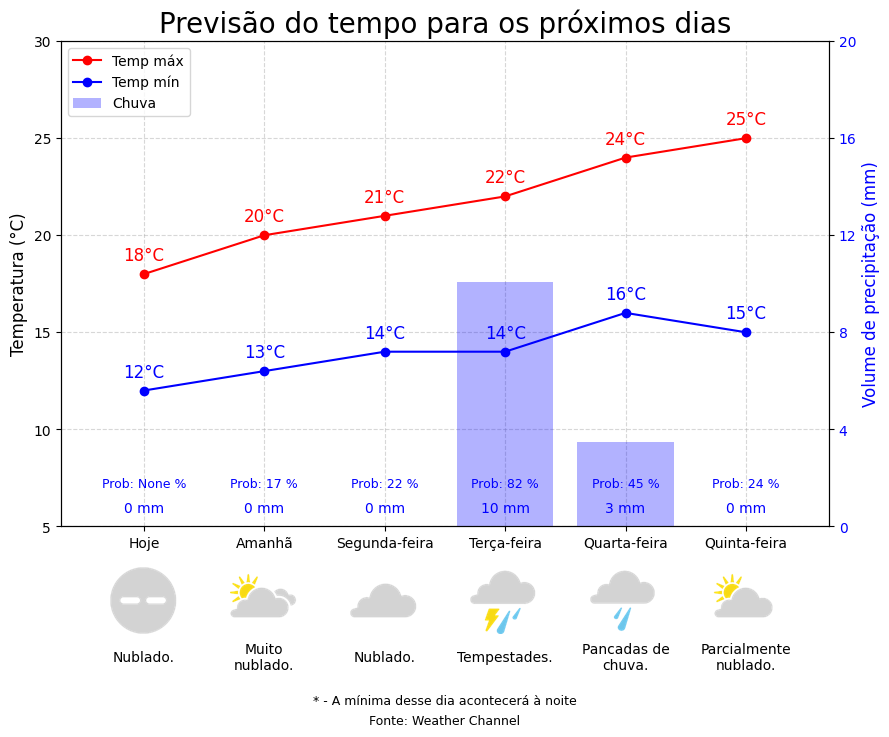 Previsão do tempo para os próximos dias
Temp máx
Temp mín
Chuva
Temperatura (°C)
30
25
20
15
10
5
Volume de precipitação (mm)
20
16
12
8
4
0
18°C
20°C
21°C
22°C
24°C
25°C
12°C
13°C
14°C
14°C
16°C
15°C
Prob: None %
Prob: 17 %
Prob: 22 %
Prob: 82 %
Prob: 45 %
Prob: 24 %
0 mm
0 mm
0 mm
10 mm
3 mm
0 mm
Hoje
Amanhã
Segunda-feira
Terça-feira
Quarta-feira
Quinta-feira
Nublado.
Muito
nublado.
Nublado.
Tempestades.
Pancadas de
chuva.
Parcialmente
nublado.
* - A mínima desse dia acontecerá à noite
Fonte: Weather Channel